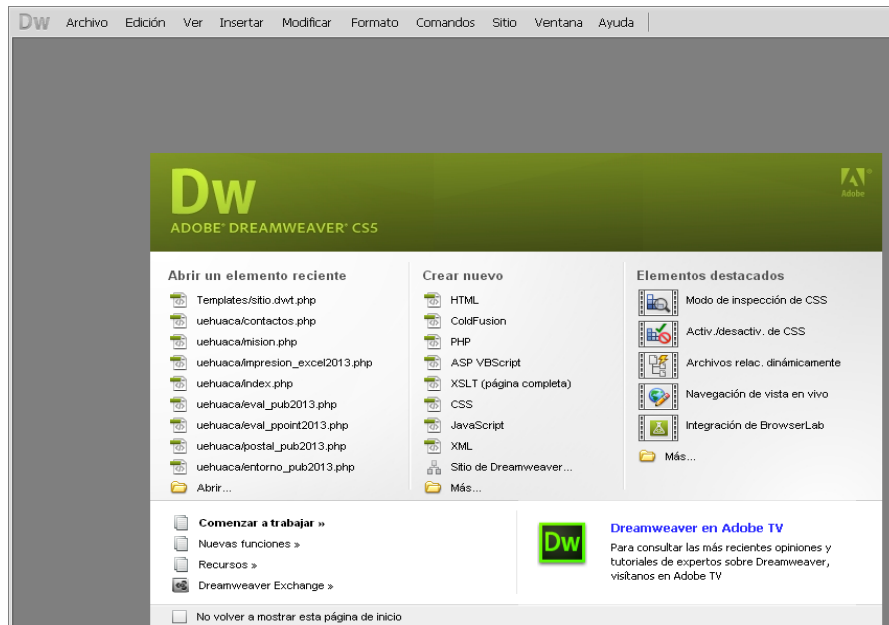 Dw Archivo Edición Ver Insertar Modificar Formato Comandos Sitio Ventana Ayuda
Dw
ADOBE® DREAMWEAVER® CS5
Adobe
Abrir un elemento reciente
Templates/sitio.dwt.php
uehuaca/contactos.php
uehuaca/mision.php
uehuaca/impresion_excel2013.php
uehuaca/index.php
uehuaca/eval_pub2013.php
uehuaca/eval_ppoint2013.php
uehuaca/postal_pub2013.php
uehuaca/entorno_pub2013.php
Abrir...
Crear nuevo
HTML
ColdFusion
PHP
ASP VBScript
XSLT (página completa)
CSS
JavaScript
XML
Sitio de Dreamweaver...
Más...
Elementos destacados
Modo de inspección de CSS
Activ./desactiv. de CSS
Archivos relac. dinámicamente
Navegación de vista en vivo
Integración de BrowserLab
Más...
Comenzar a trabajar »
Nuevas funciones »
Recursos »
Dreamweaver Exchange »
Dw
Dreamweaver en Adobe TV
Para consultar las más recientes opiniones y
tutoriales de expertos sobre Dreamweaver,
visítanos en Adobe TV
No volver a mostrar esta página de inicio